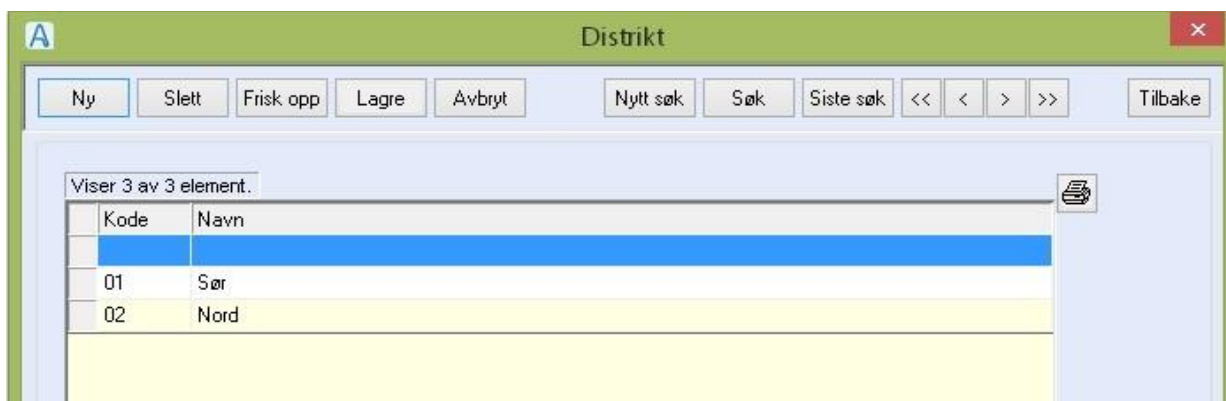 A
Distrikt
Ny Slett Frisk opp Lagre Avbryt Nytt søk Søk Siste søk << < > >> Tilbake
Viser 3 av 3 element.
Kode Navn
01 Sør
02 Nord